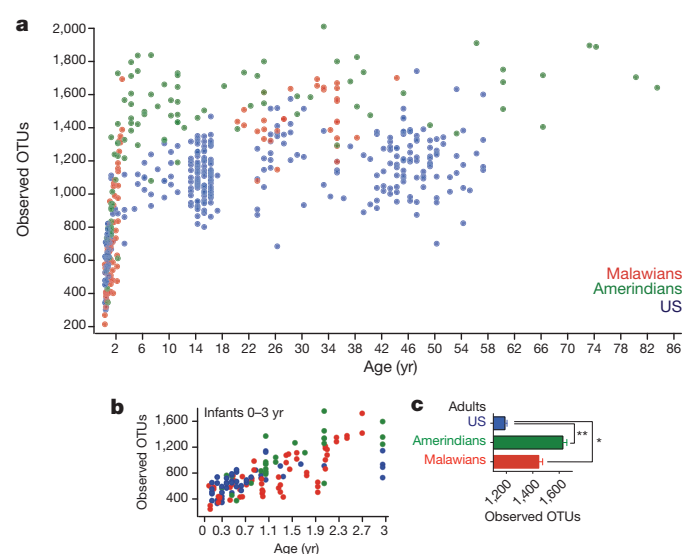 a
2,000
1,800
1,600
1,400
1,200
1,000
800
600
400
200
Observed OTUs
Malawians
Amerindians
US
2 6 10 14 18 22 26 30 34 38 42 46 50 54 58 62 66 70 74 78 82 86
Age (yr)
b
Infants 0–3 yr
1,600
1,200
800
400
Observed OTUs
0 0.3 0.7 1.1 1.5 1.9 2.3 2.7 3
Age (yr)
c
Adults
US
Amerindians
Malawians
**
*
1,200 1,400 1,600
Observed OTUs